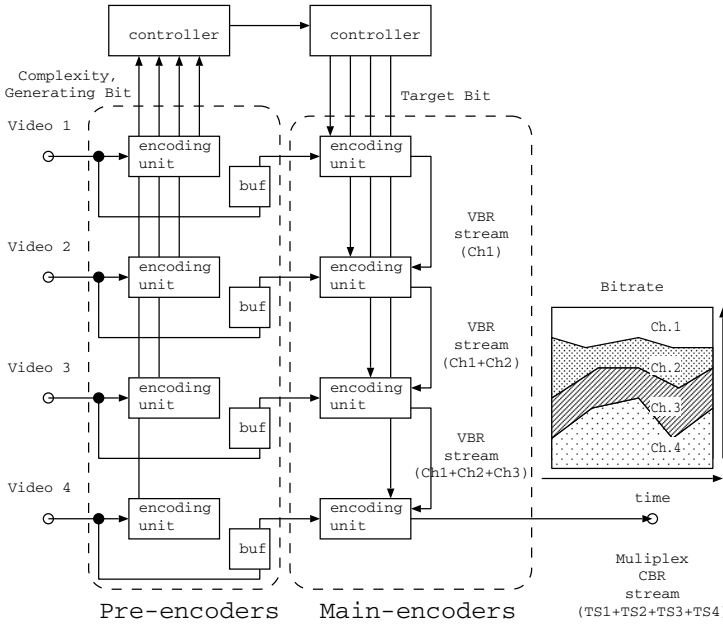 controller
controller
Complexity,
Generating Bit
Target Bit
Video 1
encoding
unit
buf
encoding
unit
VBR
stream
(Ch1)
Video 2
encoding
unit
buf
encoding
unit
VBR
stream
(Ch1+Ch2)
Video 3
encoding
unit
buf
encoding
unit
VBR
stream
(Ch1+Ch2+Ch3)
Video 4
encoding
unit
buf
encoding
unit
Bitrate
Ch.1
Ch.2
Ch.3
Ch.4
time
Muliplex
CBR
stream
(TS1+TS2+TS3+TS4)
Pre-encoders
Main-encoders